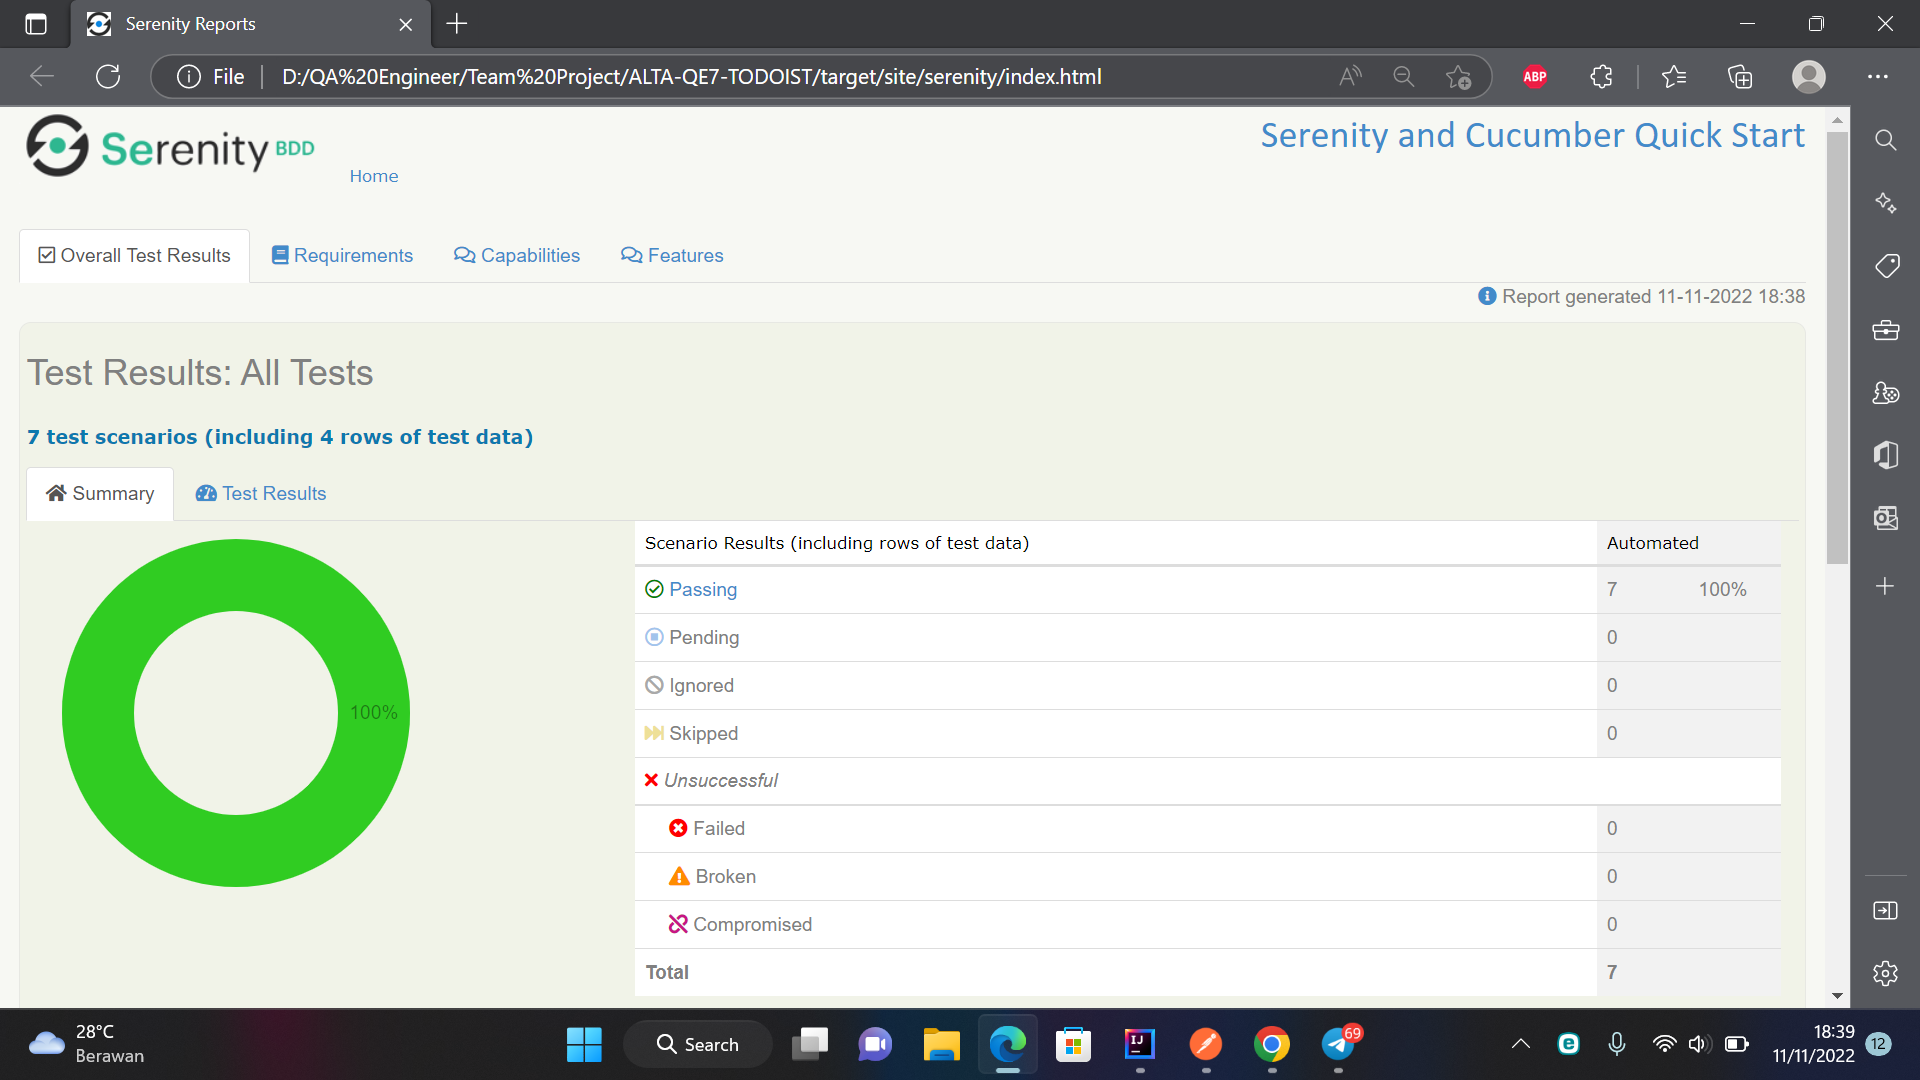 Serenity Reports
File
D:/QA%20Engineer/Team%20Project/ALTA-QE7-TODOIST/target/site/serenity/index.html
ABP
Serenity BDD
Home
Serenity and Cucumber Quick Start
Overall Test Results
Requirements
Capabilities
Features
Report generated 11-11-2022 18:38
Test Results: All Tests
7 test scenarios (including 4 rows of test data)
Summary
Test Results
100%
Scenario Results (including rows of test data) Automated
Passing 7 100%
Pending 0
Ignored 0
Skipped 0
Unsuccessful
Failed 0
Broken 0
Compromised 0
Total 7
28°C
Berawan
Search
IJ
69
18:39
11/11/2022
12